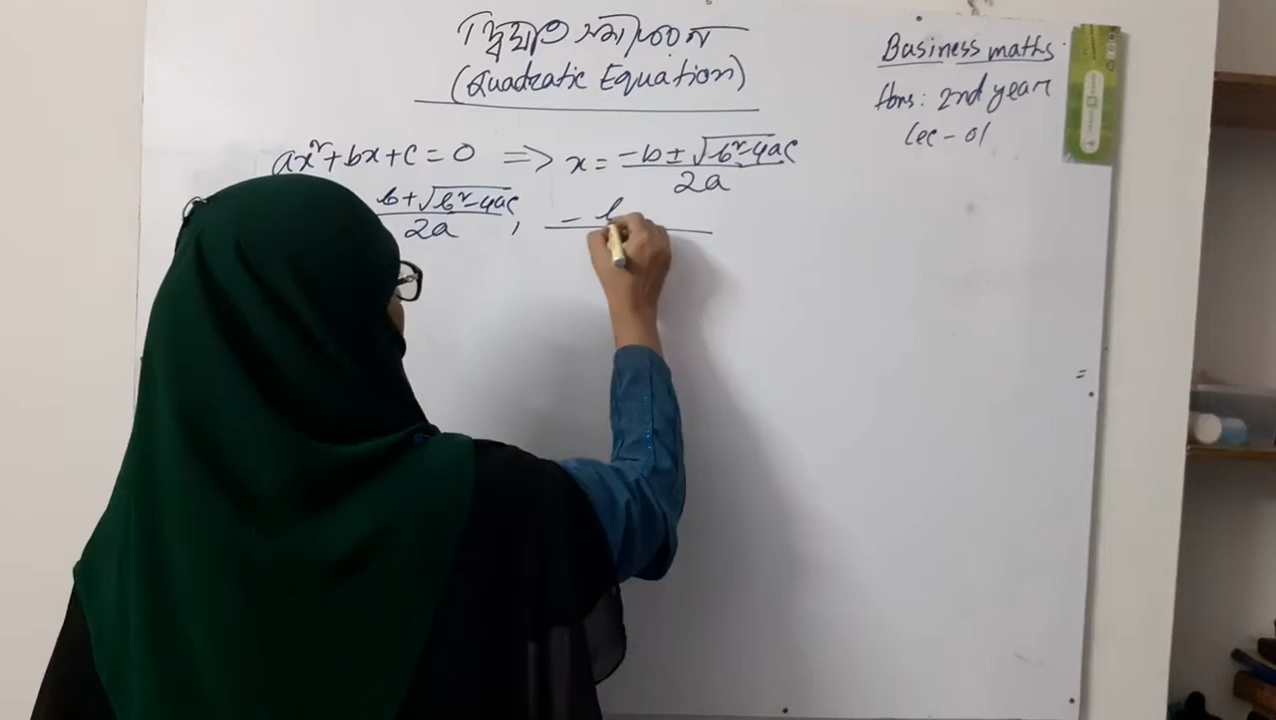 দ্বিঘাত সমীকরণ
(Quadratic Equation)
Business maths
Hons: 2nd year
Lec - 01
ax²+bx+c = 0 => x = -b ± √b²-4ac / 2a
b+√b²-4ac / 2a , - b
=